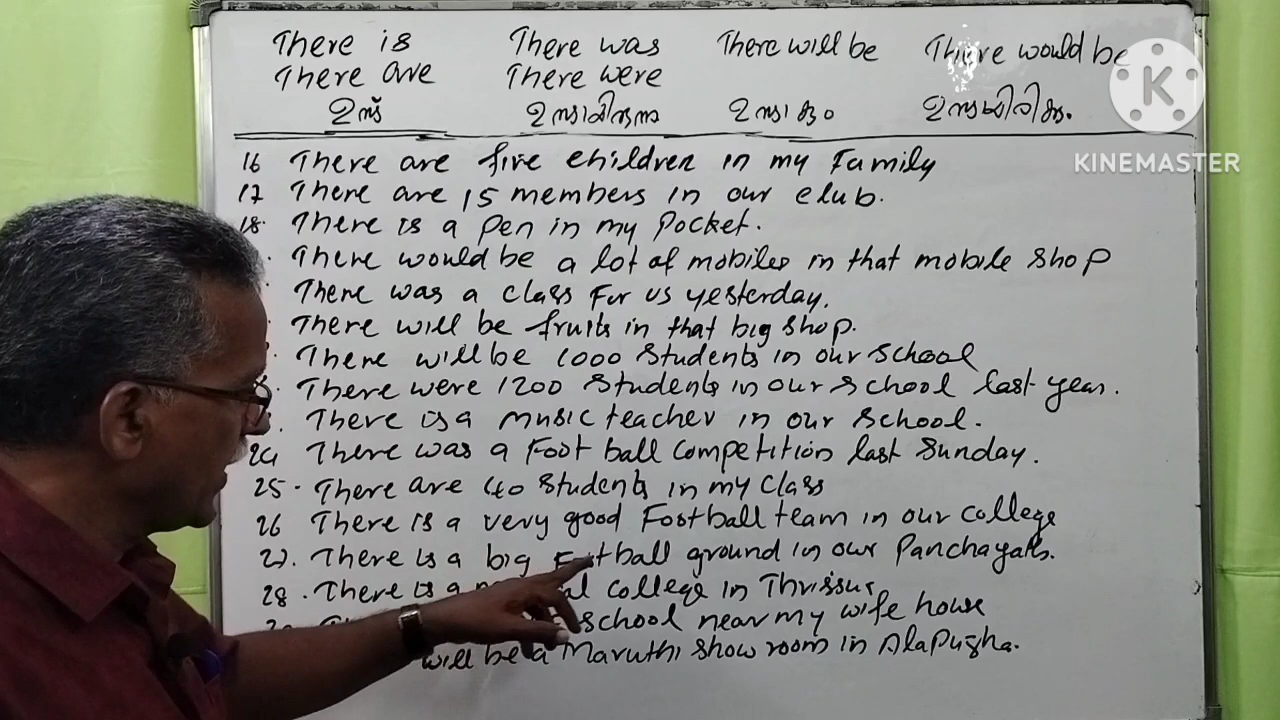 There is There was There will be There would be
There are There were
ഉണ്ട് ഉണ്ടായിരുന്നു ഉണ്ടാകും ഉണ്ടായിരിക്കും.
16 There are five children in my Family
17 There are 15 members in our club.
18. There is a pen in my pocket.
There would be a lot of mobiles in that mobile shop
There was a class for us yesterday.
There will be fruits in that big shop.
There will be 1000 students in our school
There were 1200 students in our school last year.
There is a music teacher in our school.
24 There was a Foot ball competition last Sunday.
25. There are 40 students in my class
26 There is a very good Football team in our college
27. There is a big Football ground in our Panchayath.
28. There is a college in Thrissur
school near my wife house
will be a Maruthi show room in Alapuzha.
KINEMASTER